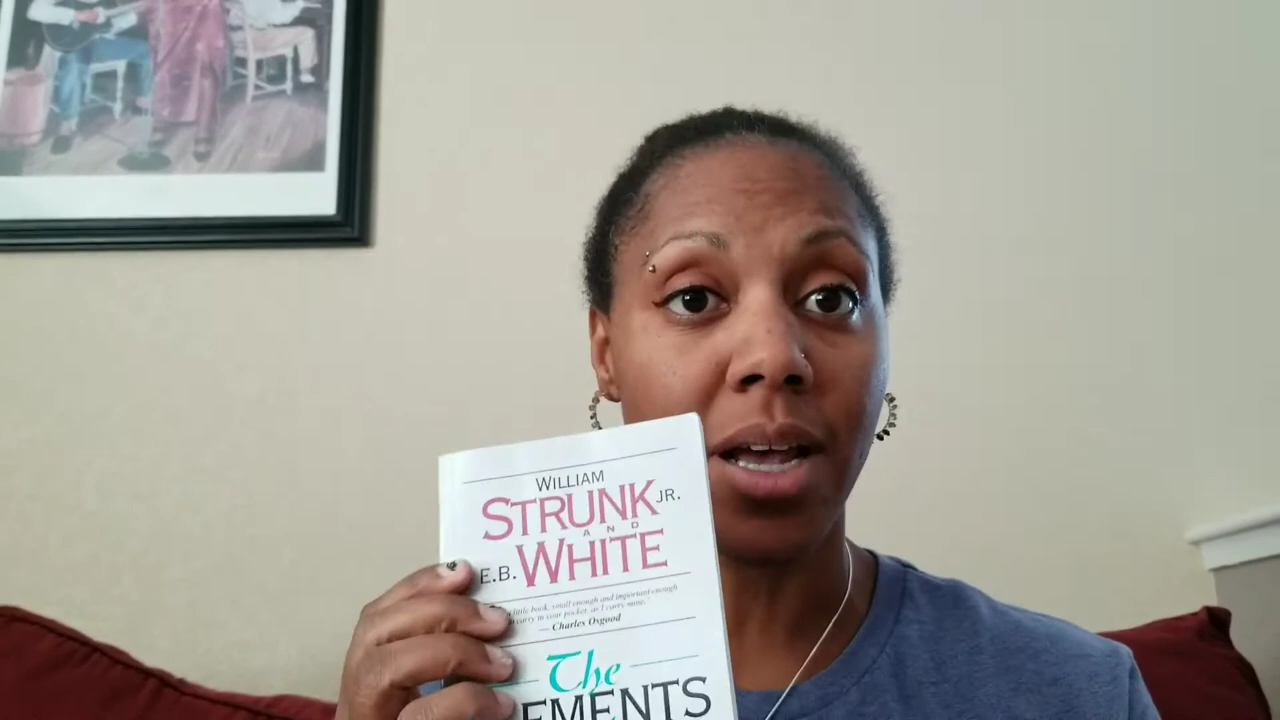 WILLIAM
STRUNK JR.
AND
E.B. WHITE
little book, small enough and important enough
carry in your pocket, as I carry mine."
— Charles Osgood
The
EMENTS